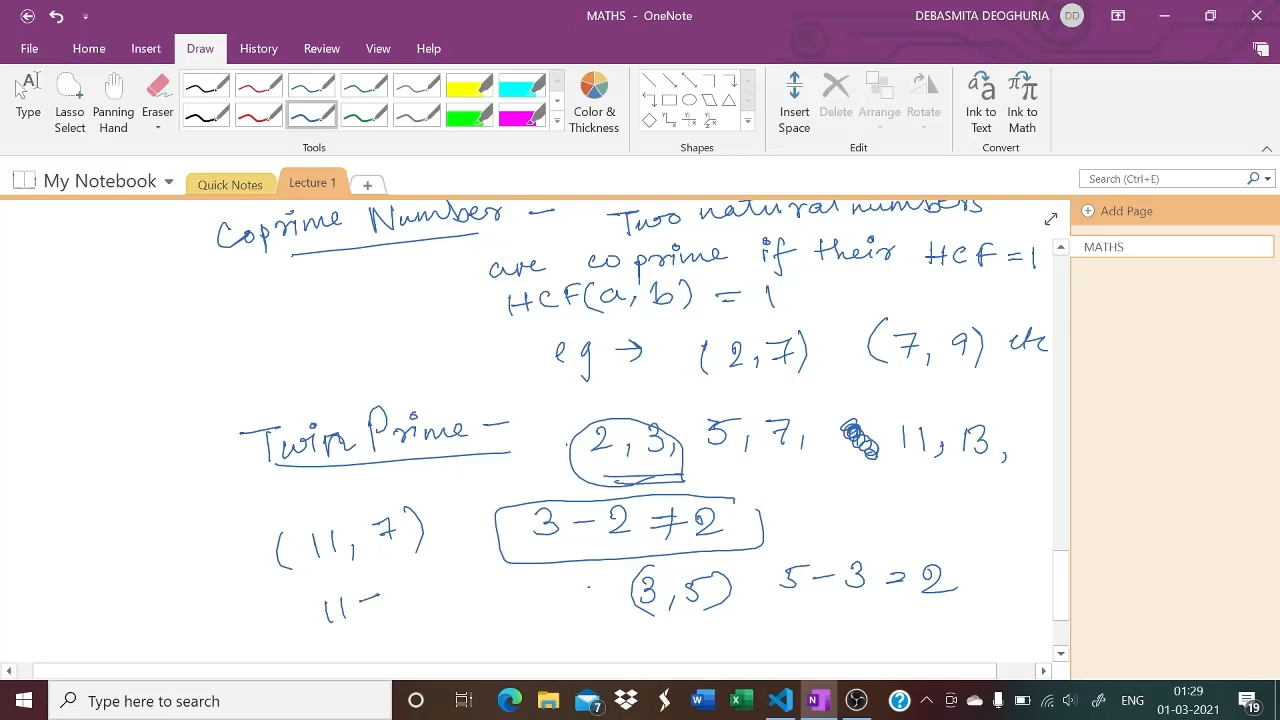 MATHS - OneNote
DEBASMITA DEOGHURIA DD
File Home Insert Draw History Review View Help
Type Lasso Select Panning Hand Eraser Color & Thickness Insert Space Delete Arrange Rotate Ink to Text Ink to Math
Tools Shapes Edit Convert
My Notebook Quick Notes Lecture 1 Search (Ctrl+E)
Add Page
MATHS
Coprime Number - Two natural numbers
are coprime if their HCF = 1
HCF(a, b) = 1
eg → (2, 7) (7, 9) etc
Twin Prime - 2, 3, 5, 7, 11, 13,
(11, 7) 3 - 2 ≠ 2
(3, 5) 5 - 3 = 2
11 -
Type here to search 7 ENG 01:29 01-03-2021 19